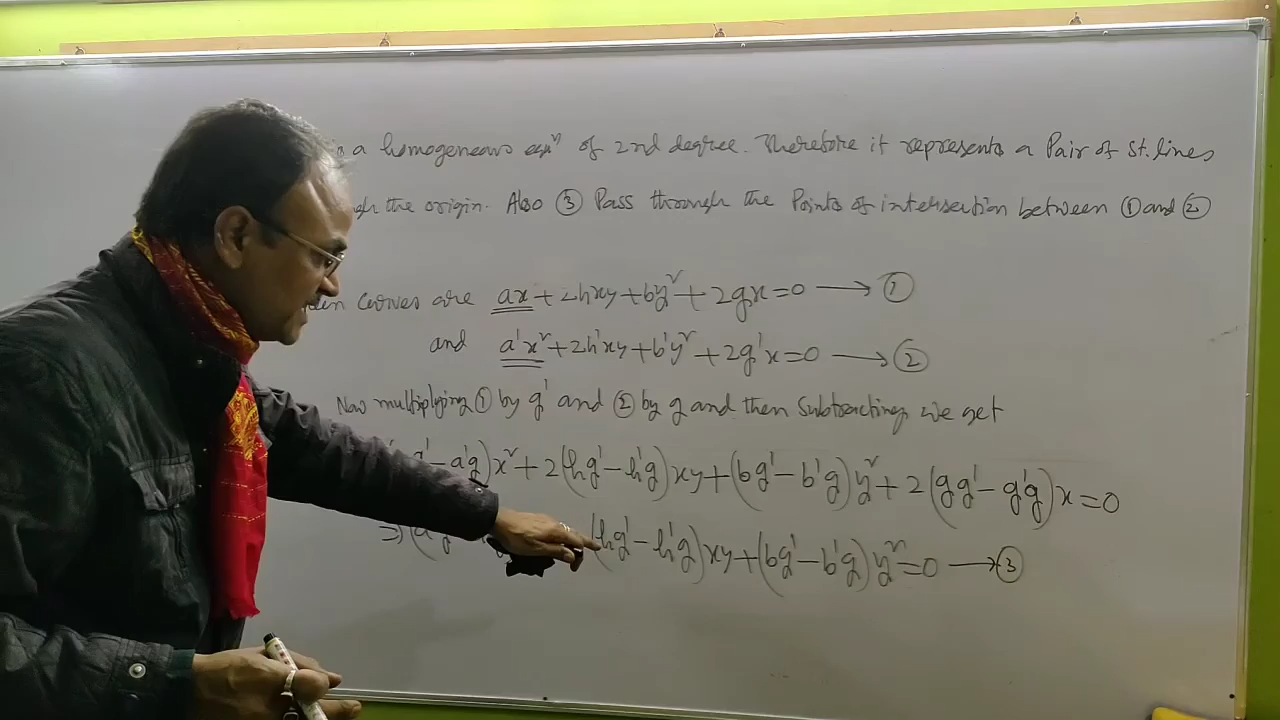 a homogeneous eqⁿ of 2nd degree. Therefore it represents a Pair of St. lines
the origin. Also ③ Pass through the Points of intersection between ① and ②
Curves are ax + 2hxy + by² + 2gx = 0 ⟶ ①
and a'x² + 2h'xy + b'y² + 2g'x = 0 ⟶ ②
Now multiplying ① by g' and ② by g and then Subtracting, we get
g' - a'g)x² + 2(hg' - h'g)xy + (bg' - b'g)y² + 2(gg' - g'g)x = 0
⇒ (hg' - h'g)xy + (bg' - b'g)y² = 0 ⟶ ③